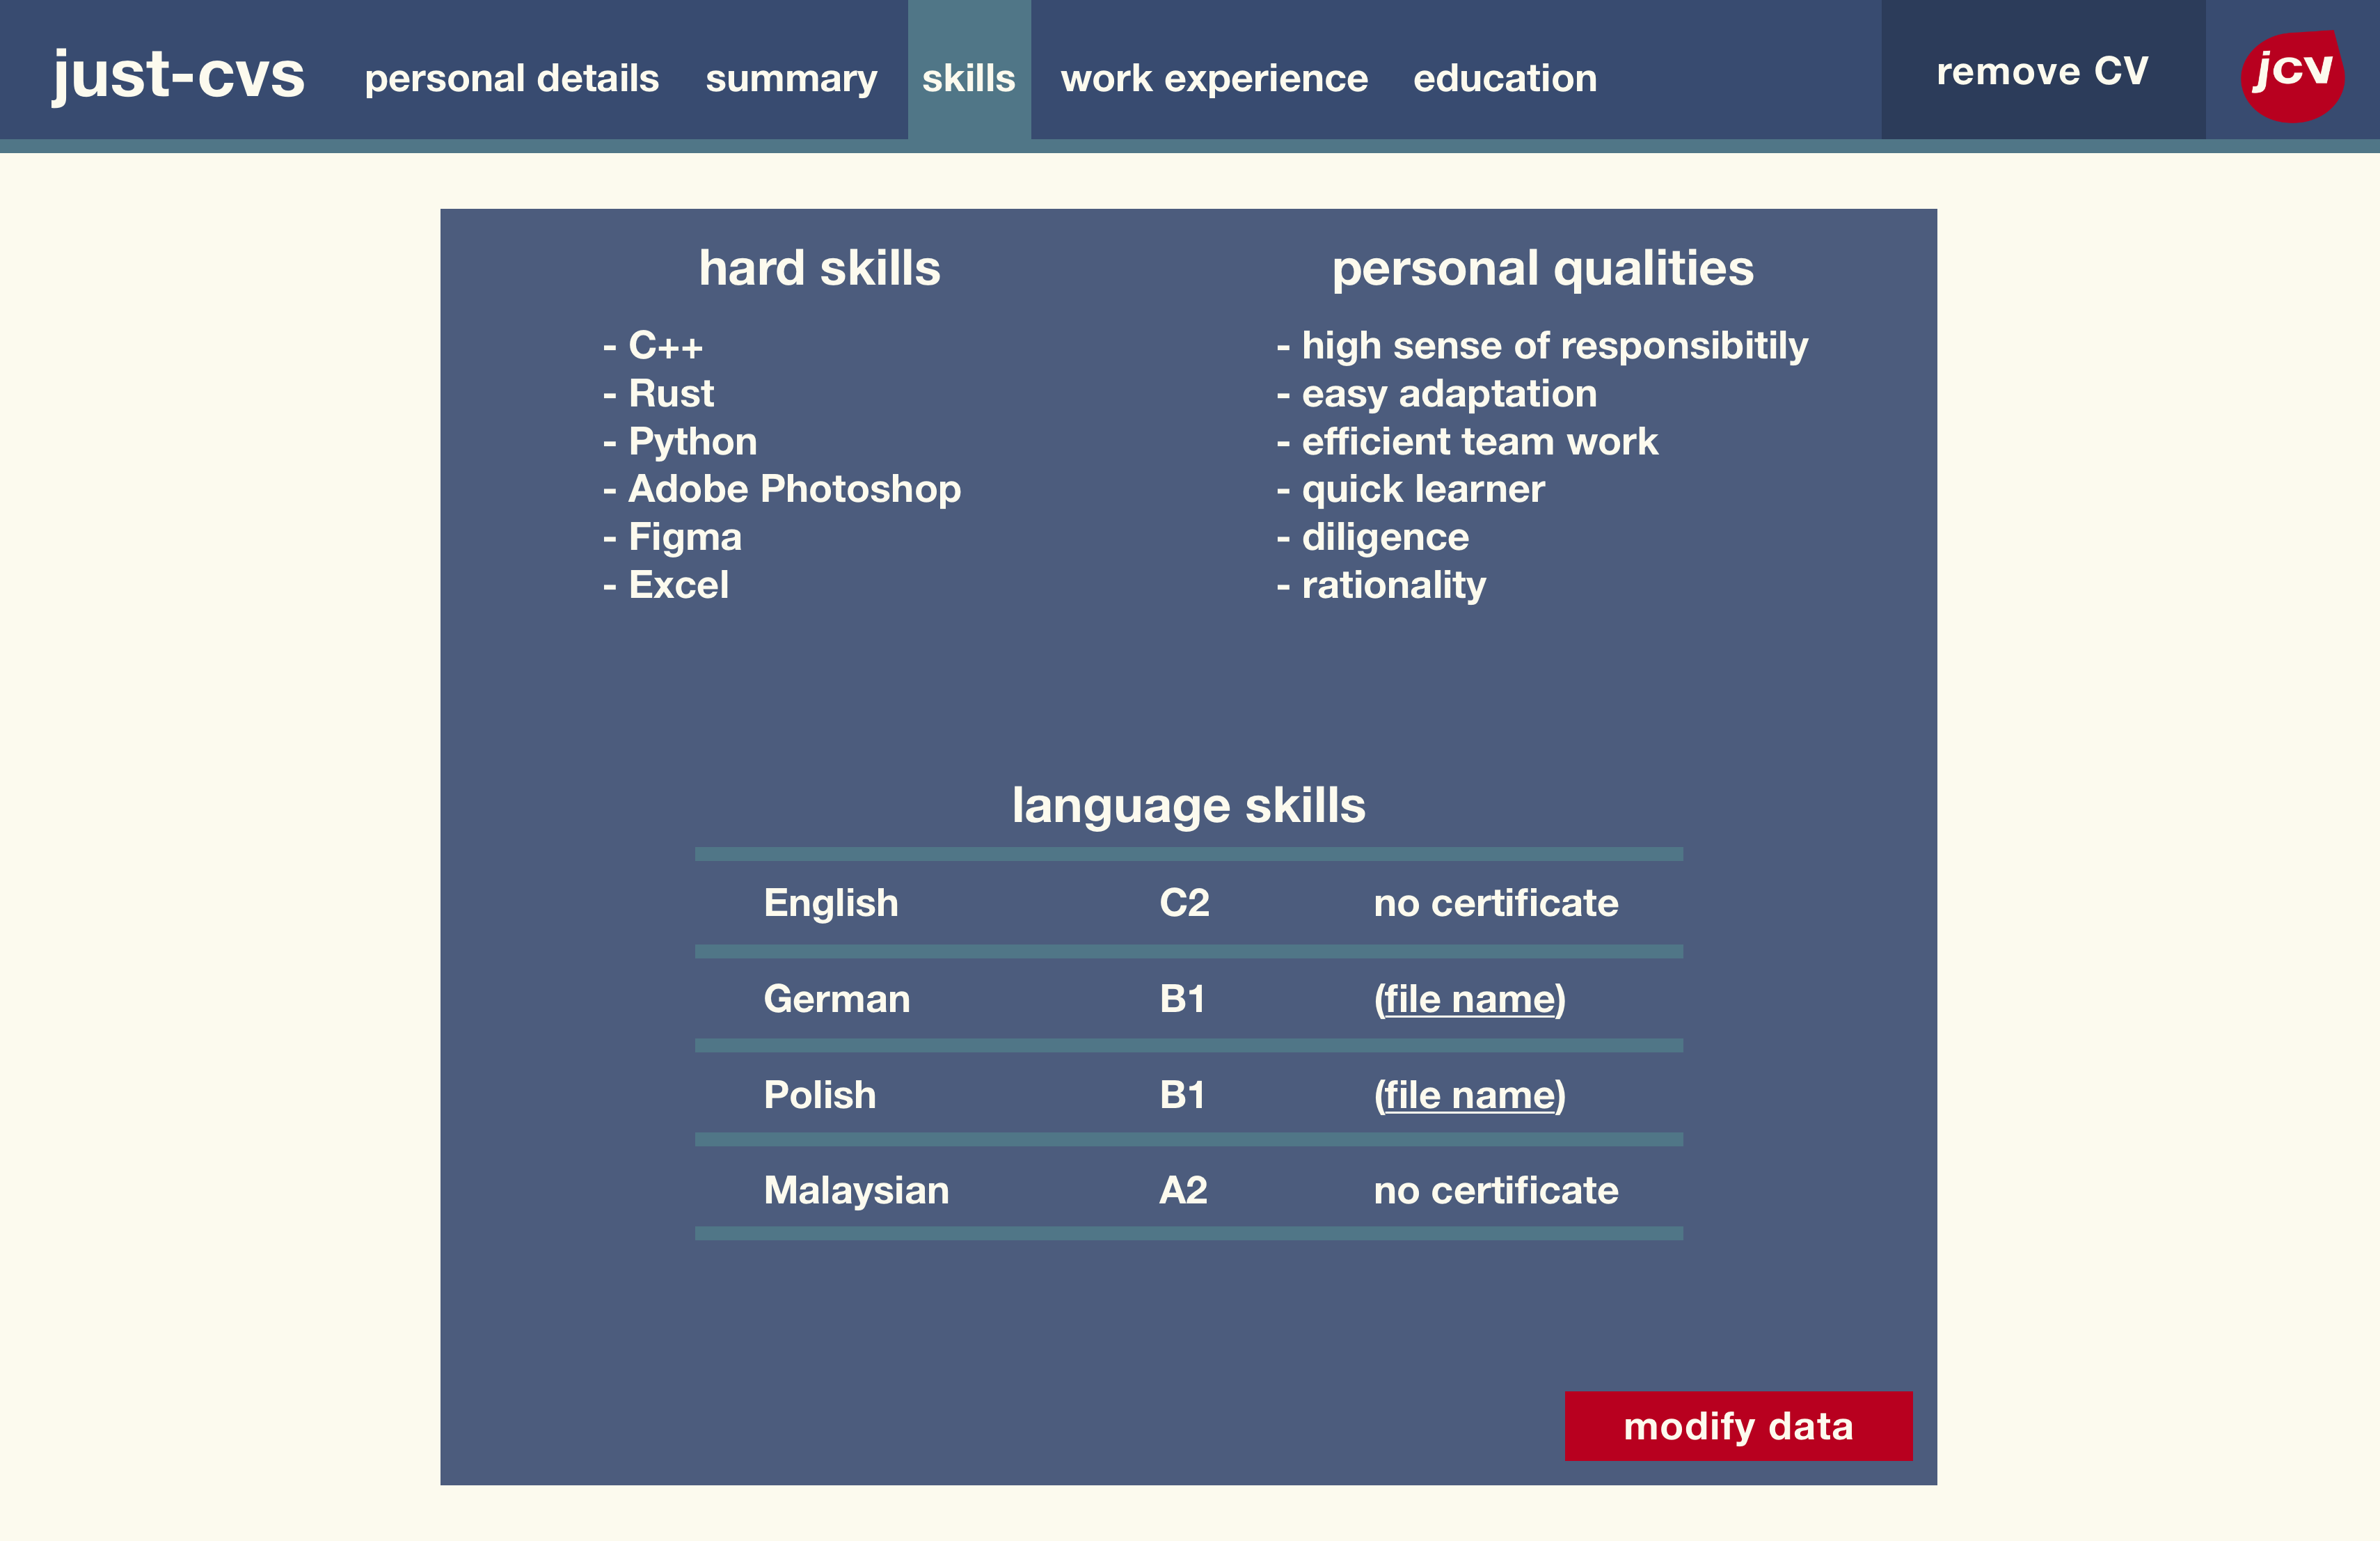 just-cvs personal details summary skills work experience education remove CV jcv
hard skills
- C++
- Rust
- Python
- Adobe Photoshop
- Figma
- Excel
personal qualities
- high sense of responsibitily
- easy adaptation
- efficient team work
- quick learner
- diligence
- rationality
language skills
English C2 no certificate
German B1 (file name)
Polish B1 (file name)
Malaysian A2 no certificate
modify data